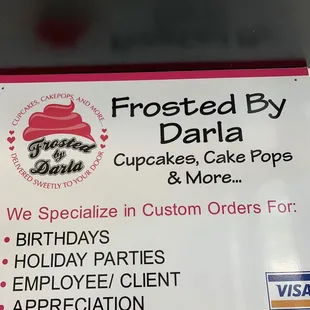 CUPCAKES, CAKEPOPS, AND MORE
Frosted
by
Darla
DELIVERED SWEETLY TO YOUR DOOR
Frosted By
Darla
Cupcakes, Cake Pops
& More...
We Specialize in Custom Orders For:
• BIRTHDAYS
• HOLIDAY PARTIES
• EMPLOYEE/ CLIENT
APPRECIATION
VISA